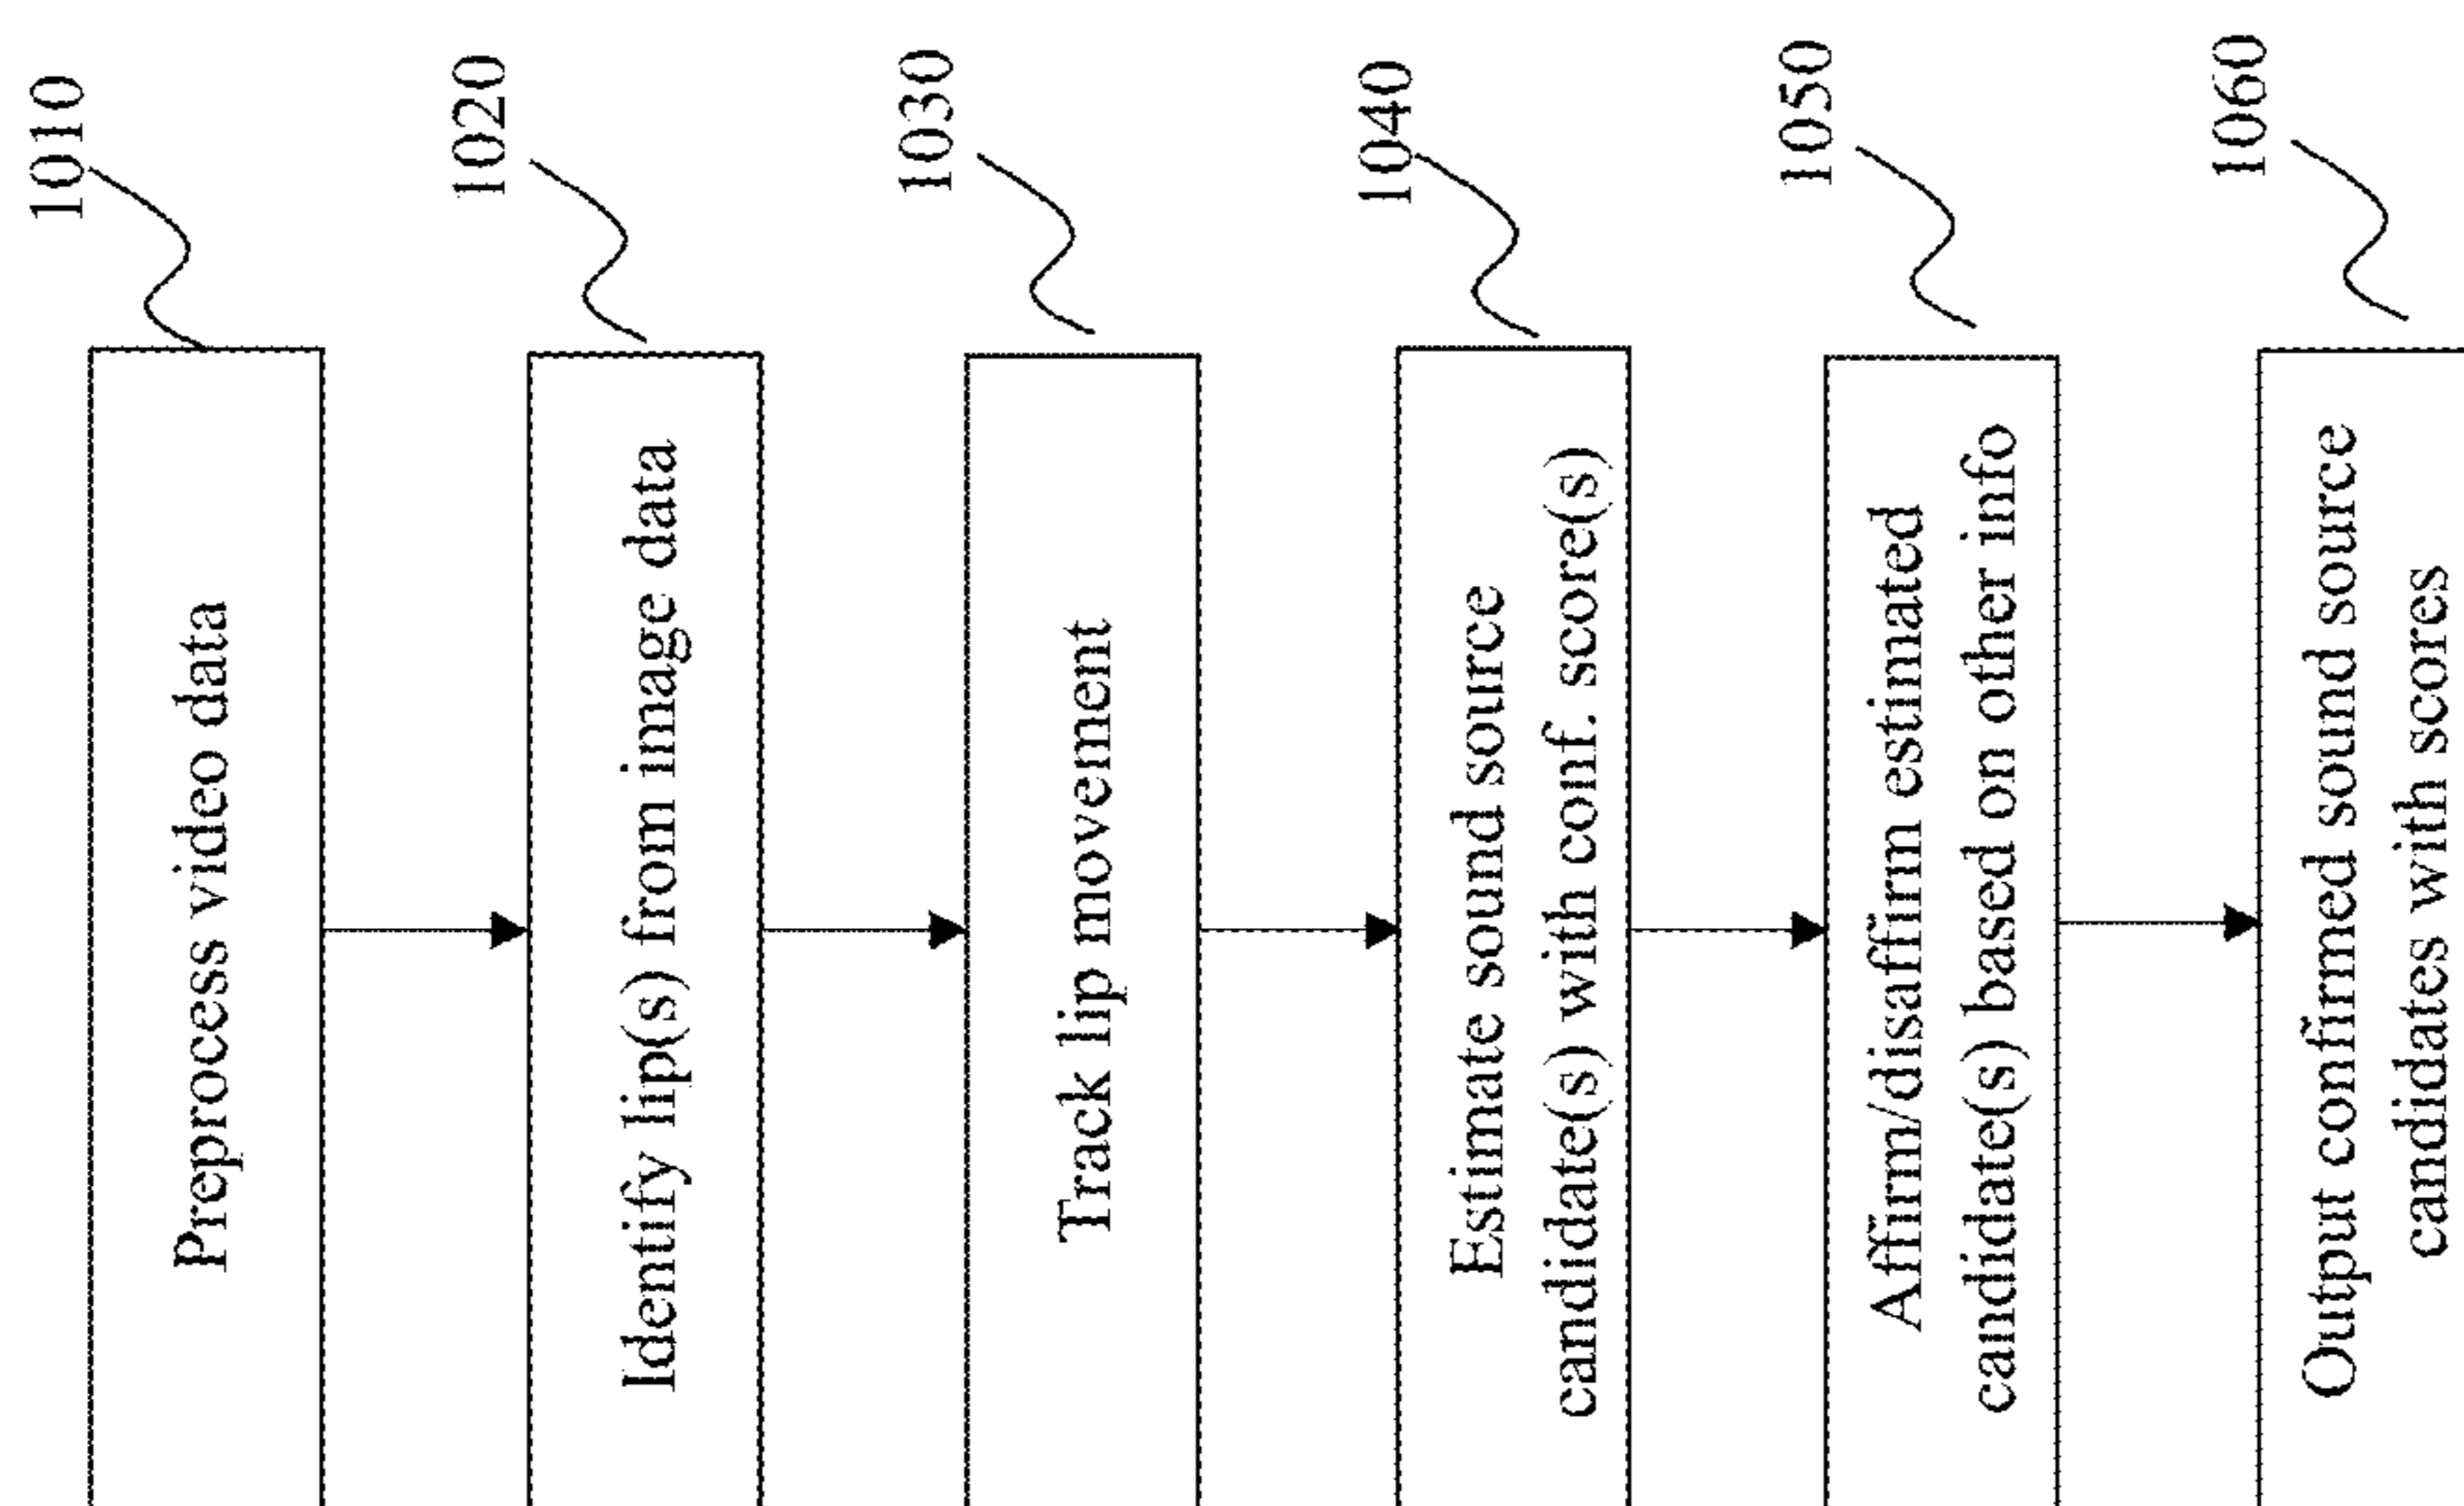 1010
Preprocess video data
1020
Identify lip(s) from image data
1030
Track lip movement
1040
Estimate sound source
candidate(s) with conf. score(s)
1050
Affirm/disaffirm estimated
candidate(s) based on other info
1060
Output confirmed sound source
candidates with scores